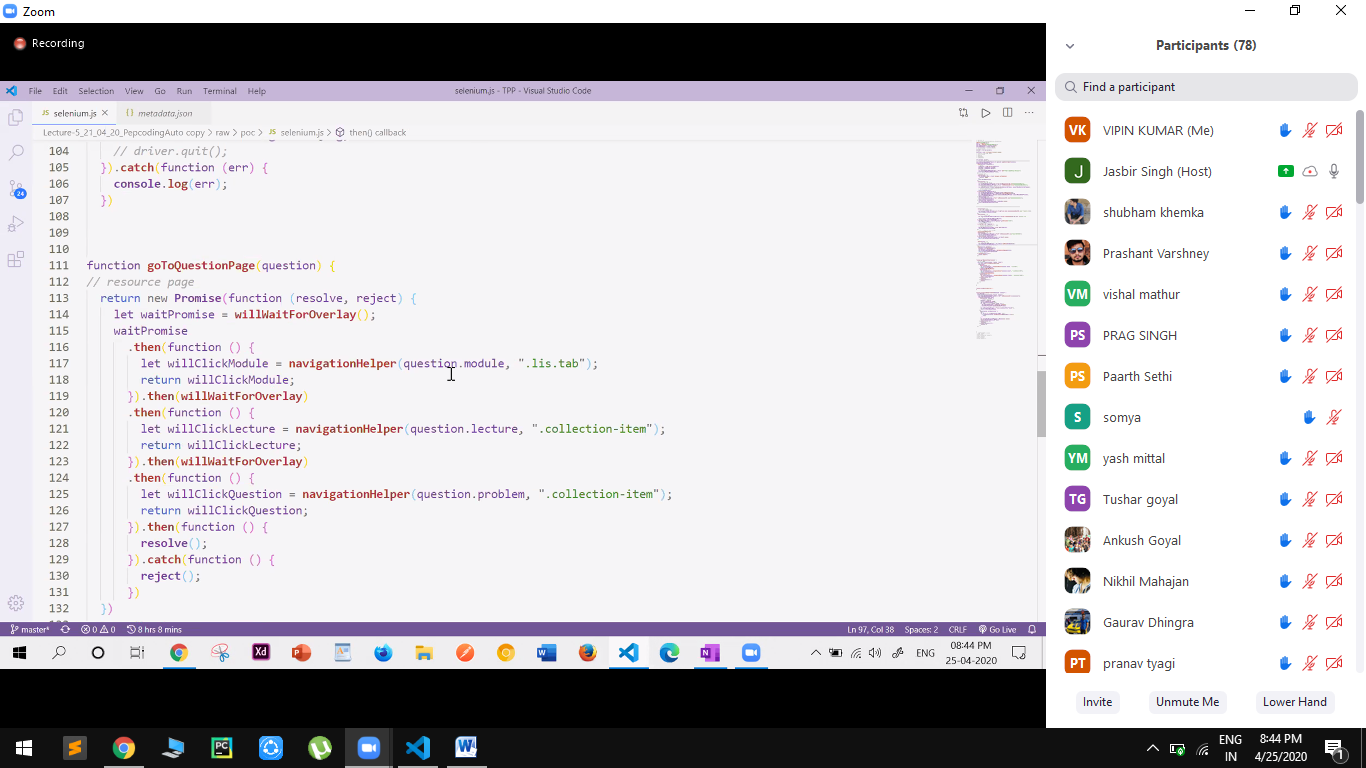 Zoom
Recording
Participants (78)
Find a participant
VK VIPIN KUMAR (Me)
J Jasbir Singh (Host)
shubham khemka
Prashant Varshney
VM vishal mathur
PS PRAG SINGH
PS Paarth Sethi
S somya
YM yash mittal
TG Tushar goyal
Ankush Goyal
Nikhil Mahajan
Gaurav Dhingra
PT pranav tyagi
Invite Unmute Me Lower Hand
File Edit Selection View Go Run Terminal Help selenium.js - TPP - Visual Studio Code
JS selenium.js {} metadata.json
Lecture-5_21_04_20_PepcodingAuto copy > raw > poc > JS selenium.js > then() callback
104 // driver.quit();
105 }).catch(function (err) {
106 console.log(err);
107 })
108
109
110
111 function goToQuestionPage(question) {
112 // resource page
113 return new Promise(function (resolve, reject) {
114 let waitPromise = willWaitForOverlay();
115 waitPromise
116 .then(function () {
117 let willClickModule = navigationHelper(question.module, ".lis.tab");
118 return willClickModule;
119 }).then(willWaitForOverlay)
120 .then(function () {
121 let willClickLecture = navigationHelper(question.lecture, ".collection-item");
122 return willClickLecture;
123 }).then(willWaitForOverlay)
124 .then(function () {
125 let willClickQuestion = navigationHelper(question.problem, ".collection-item");
126 return willClickQuestion;
127 }).then(function () {
128 resolve();
129 }).catch(function () {
130 reject();
131 })
132 })
24
master* 0 0 8 hrs 8 mins Ln 97, Col 38 Spaces: 2 CRLF Go Live
Xd ENG 08:44 PM
25-04-2020
PC W ENG
IN
8:44 PM
4/25/2020
1